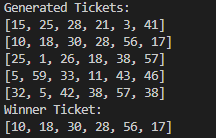 Generated Tickets:
[15, 25, 28, 21, 3, 41]
[10, 18, 30, 28, 56, 17]
[25, 1, 26, 18, 38, 57]
[5, 59, 33, 11, 43, 46]
[32, 5, 42, 38, 57, 38]
Winner Ticket:
[10, 18, 30, 28, 56, 17]